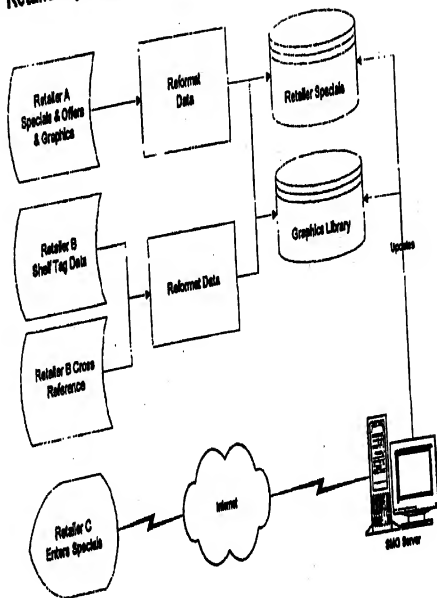 Retailer A
Specials & Offers
& Graphics
Reformat
Data
Retailer Specials
Retailer B
Shelf Tag Data
Reformat Data
Graphics Library
Updates
Retailer B Cross
Reference
Retailer C
Enters Specials
Internet
Server